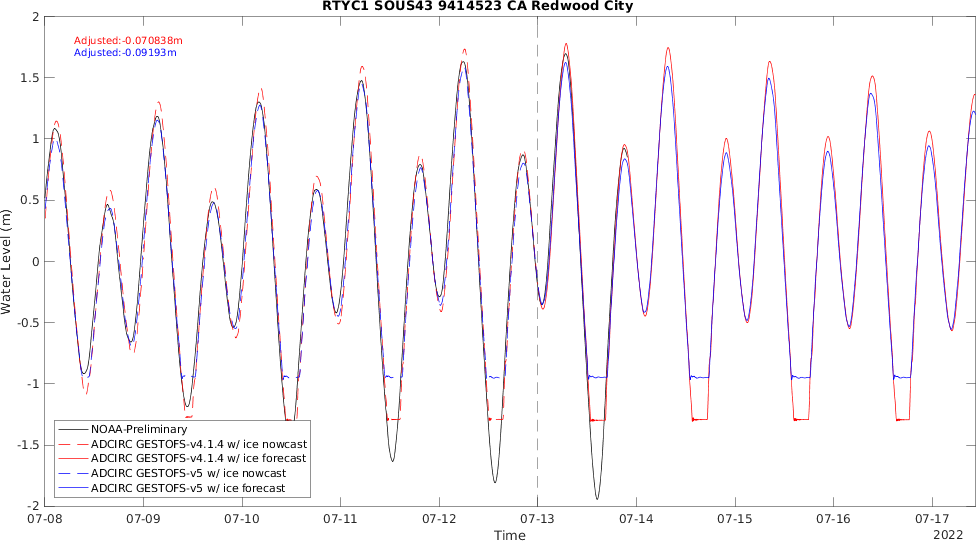 RTYC1 SOUS43 9414523 CA Redwood City
Adjusted:-0.070838m
Adjusted:-0.09193m
2
1.5
1
0.5
0
-0.5
-1
-1.5
-2
Water Level (m)
NOAA-Preliminary
ADCIRC GESTOFS-v4.1.4 w/ ice nowcast
ADCIRC GESTOFS-v4.1.4 w/ ice forecast
ADCIRC GESTOFS-v5 w/ ice nowcast
ADCIRC GESTOFS-v5 w/ ice forecast
07-08 07-09 07-10 07-11 07-12 07-13 07-14 07-15 07-16 07-17
Time
2022